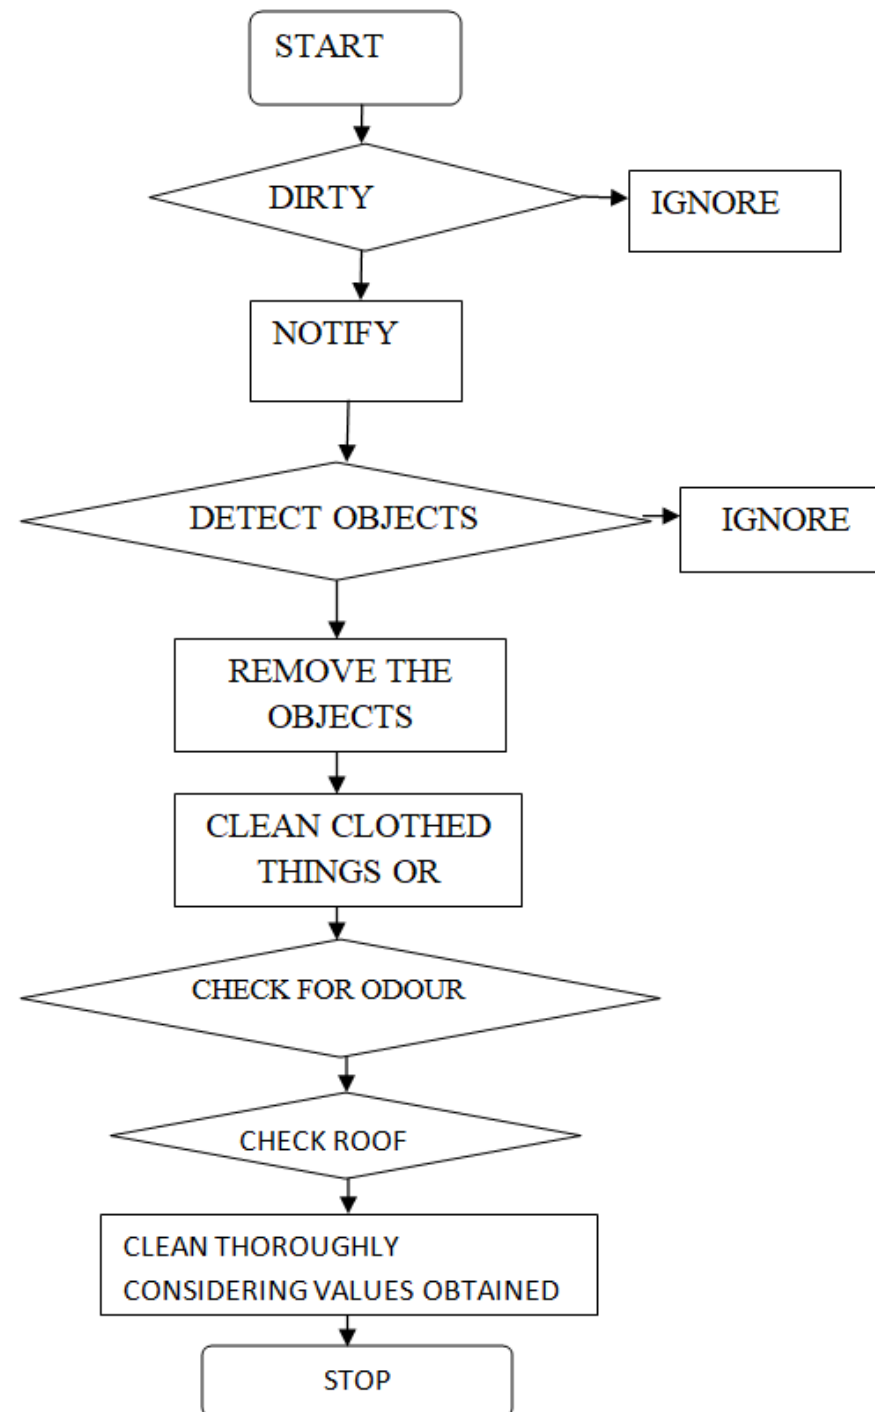 START
DIRTY
IGNORE
NOTIFY
DETECT OBJECTS
IGNORE
REMOVE THE
OBJECTS
CLEAN CLOTHED
THINGS OR
CHECK FOR ODOUR
CHECK ROOF
CLEAN THOROUGHLY
CONSIDERING VALUES OBTAINED
STOP